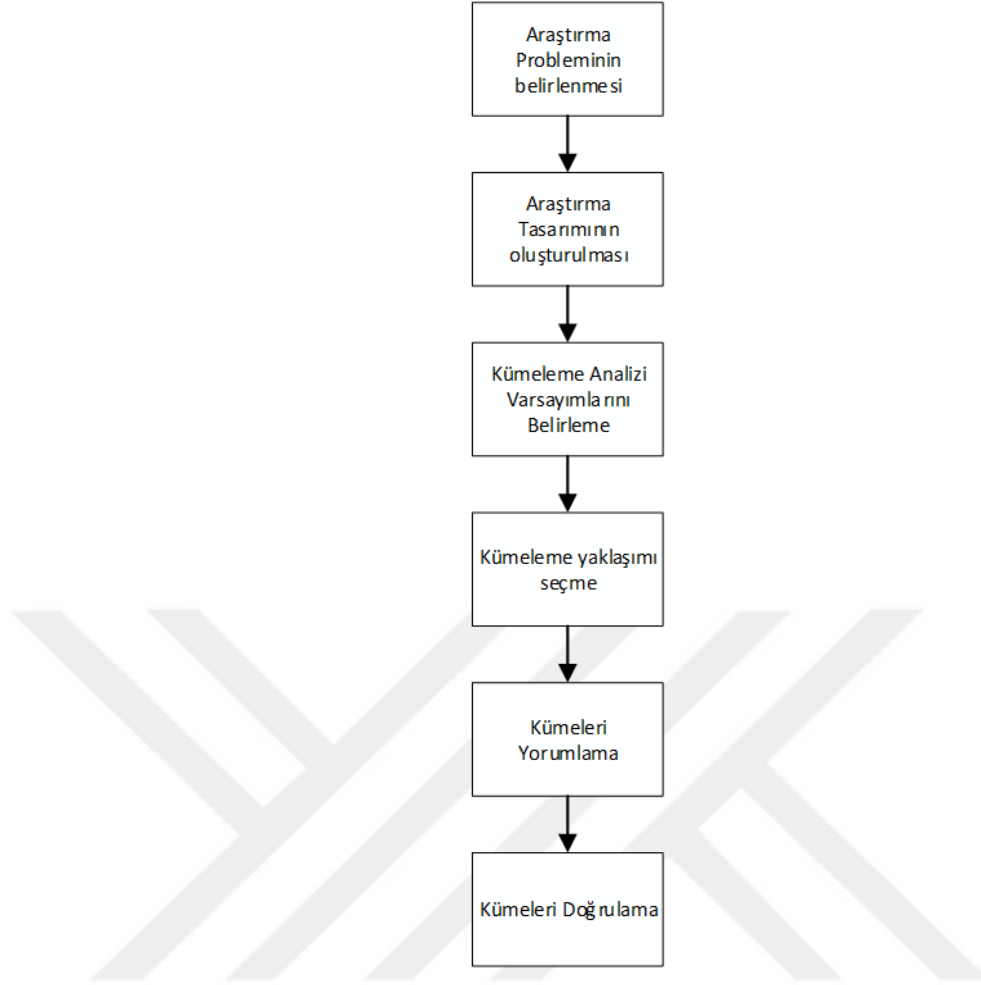 Araştırma
Probleminin
belirlenmesi
Araştırma
Tasarımının
oluşturulması
Kümeleme Analizi
Varsayımlarını
Belirleme
Kümeleme yaklaşımı
seçme
Kümeleri
Yorumlama
Kümeleri Doğrulama